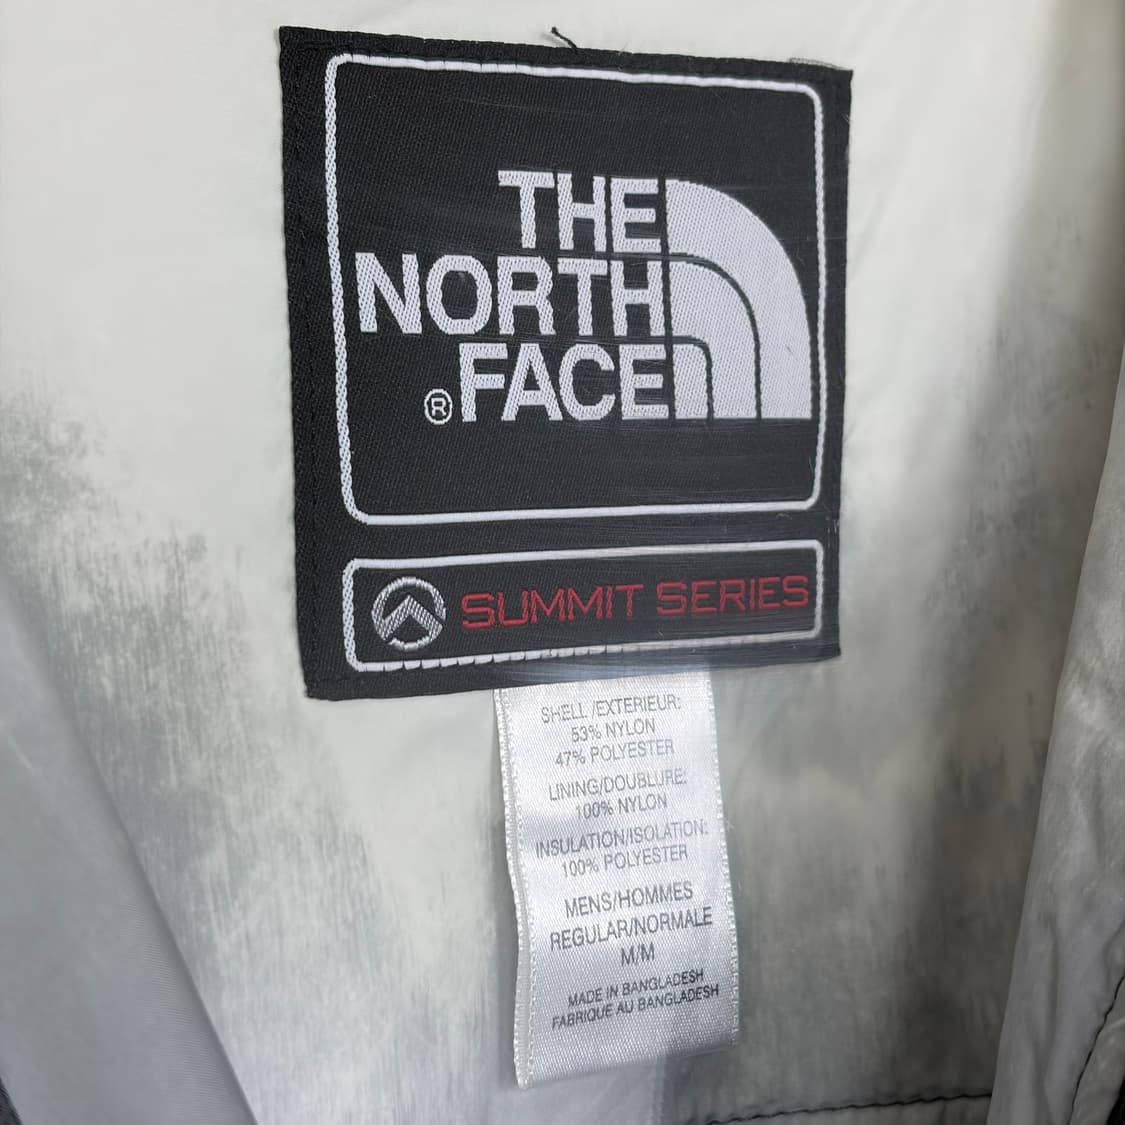 THE
NORTH
FACE
®
SUMMIT SERIES
SHELL /EXTERIEUR:
53% NYLON
47% POLYESTER
LINING/DOUBLURE:
100% NYLON
INSULATION/ISOLATION:
100% POLYESTER
MENS/HOMMES
REGULAR/NORMALE
M/M
MADE IN BANGLADESH
FABRIQUE AU BANGLADESH